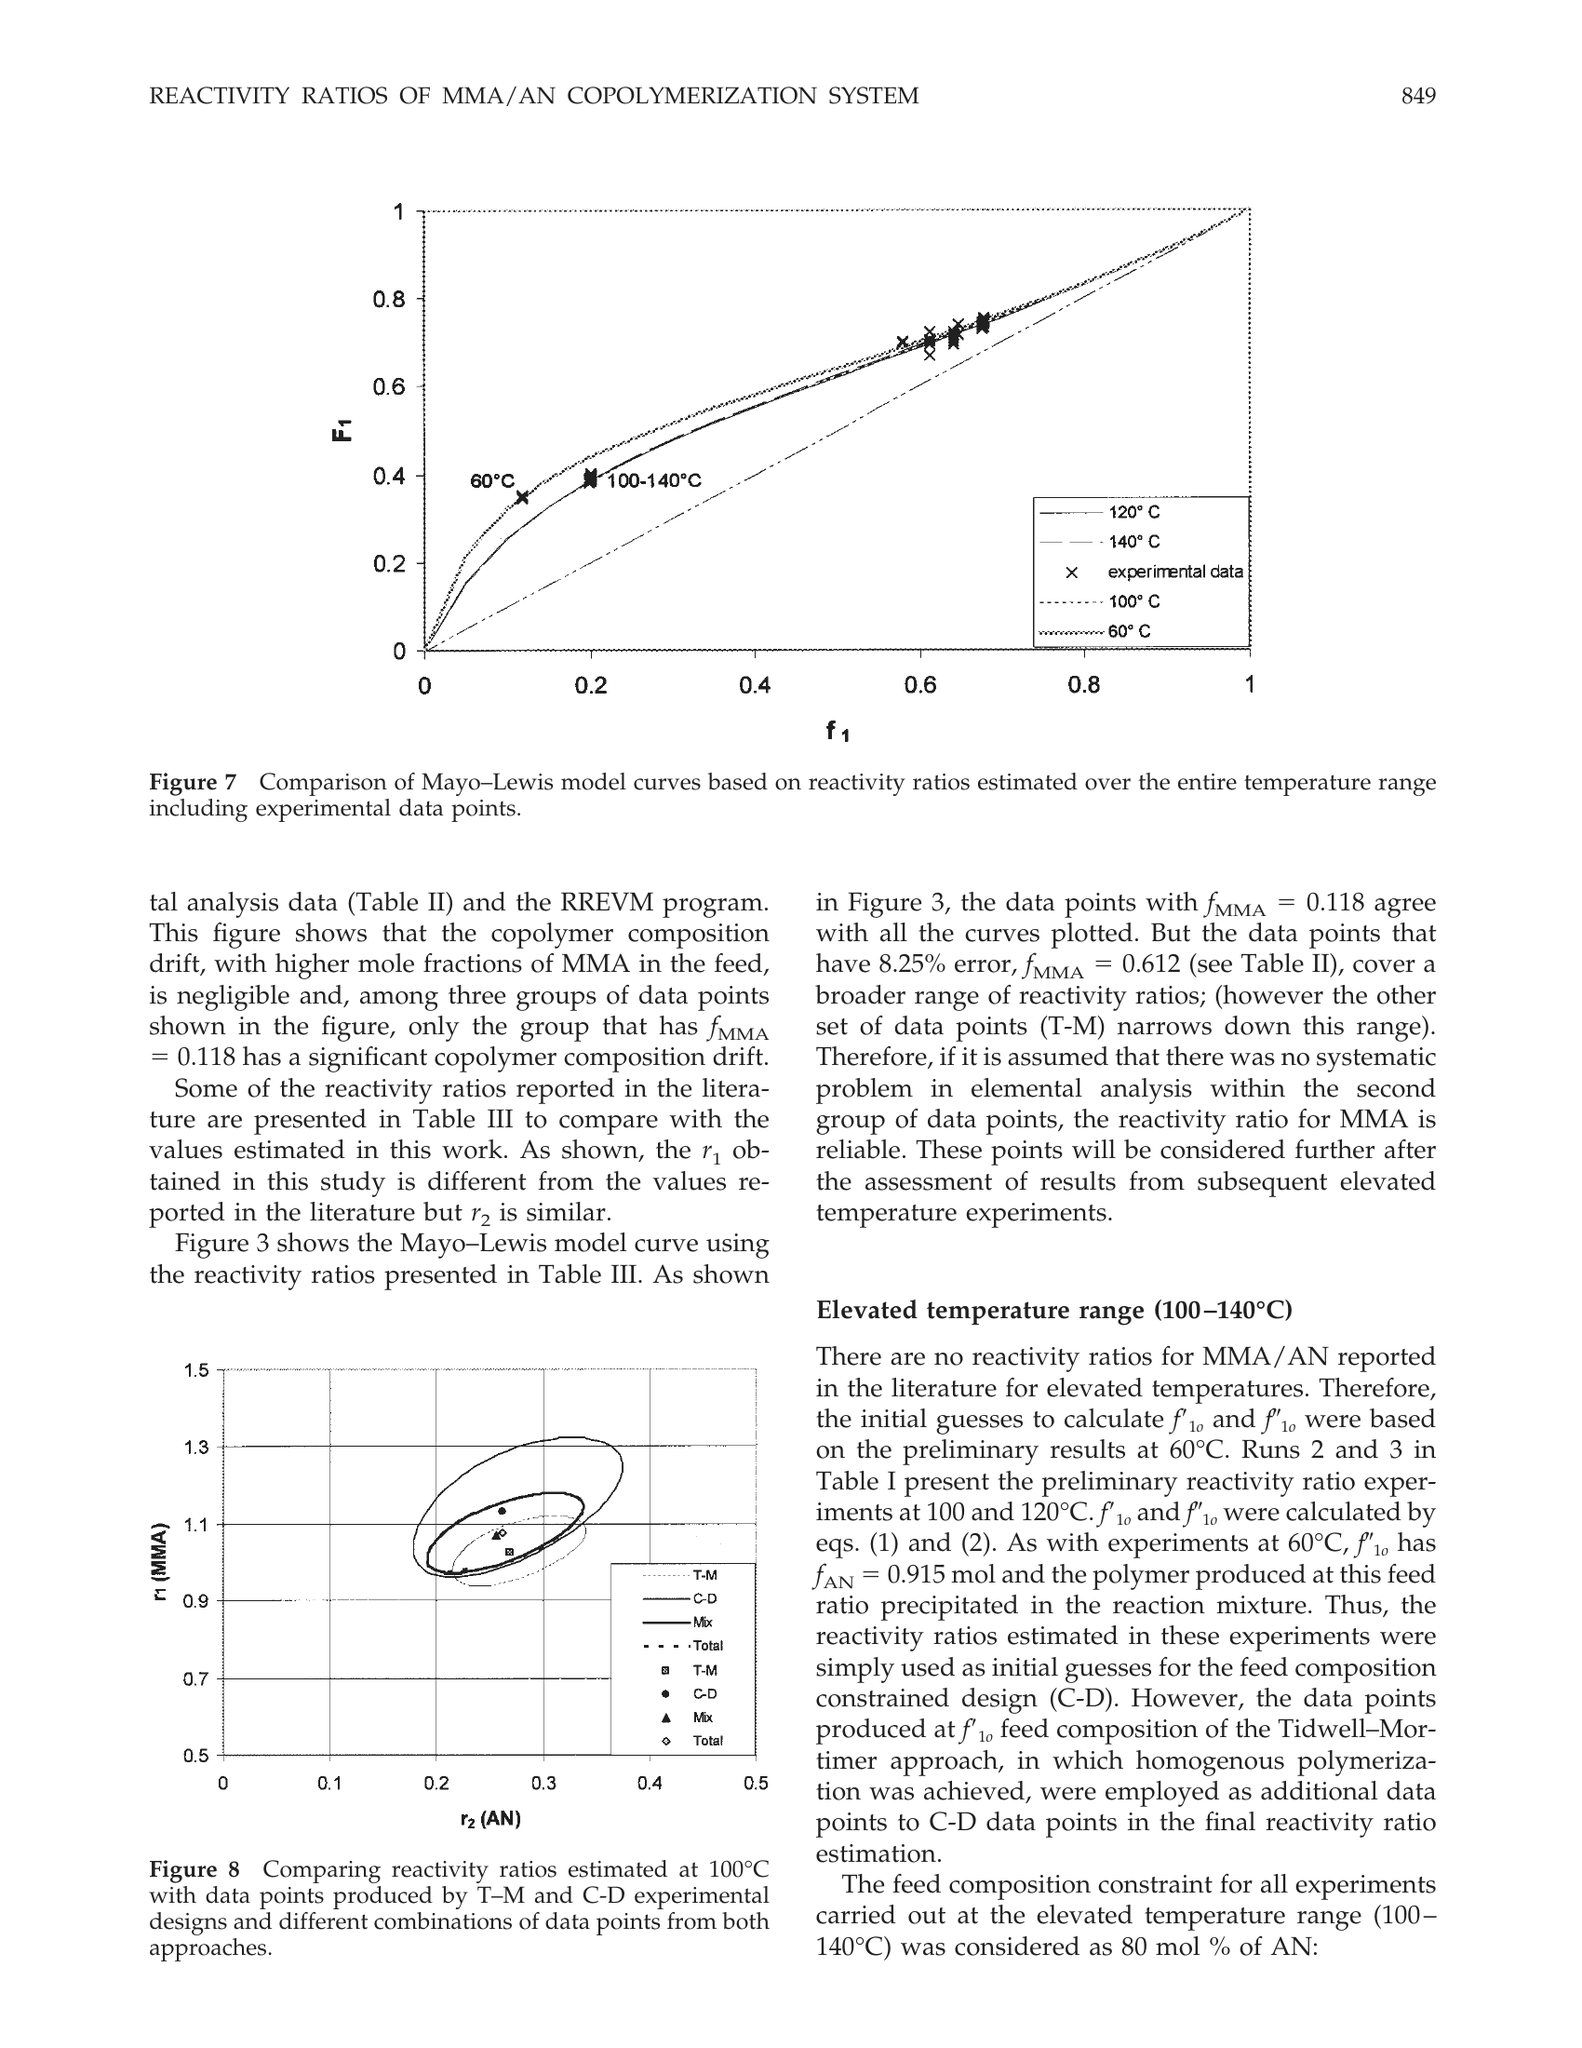 REACTIVITY RATIOS OF MMA/AN COPOLYMERIZATION SYSTEM 849
1
0.8
0.6
0.4
0.2
0
F1
60°C
100-140°C
120° C
140° C
experimental data
100° C
60° C
0 0.2 0.4 0.6 0.8 1
f 1
Figure 7 Comparison of Mayo–Lewis model curves based on reactivity ratios estimated over the entire temperature range
including experimental data points.
tal analysis data (Table II) and the RREVM program.
This figure shows that the copolymer composition
drift, with higher mole fractions of MMA in the feed,
is negligible and, among three groups of data points
shown in the figure, only the group that has fMMA
= 0.118 has a significant copolymer composition drift.
Some of the reactivity ratios reported in the litera-
ture are presented in Table III to compare with the
values estimated in this work. As shown, the r1 ob-
tained in this study is different from the values re-
ported in the literature but r2 is similar.
Figure 3 shows the Mayo–Lewis model curve using
the reactivity ratios presented in Table III. As shown
1.5
1.3
1.1
0.9
0.7
0.5
r1 (MMA)
T-M
C-D
Mix
Total
T-M
C-D
Mix
Total
0 0.1 0.2 0.3 0.4 0.5
r2 (AN)
Figure 8 Comparing reactivity ratios estimated at 100°C
with data points produced by T–M and C-D experimental
designs and different combinations of data points from both
approaches.
in Figure 3, the data points with fMMA = 0.118 agree
with all the curves plotted. But the data points that
have 8.25% error, fMMA = 0.612 (see Table II), cover a
broader range of reactivity ratios; (however the other
set of data points (T-M) narrows down this range).
Therefore, if it is assumed that there was no systematic
problem in elemental analysis within the second
group of data points, the reactivity ratio for MMA is
reliable. These points will be considered further after
the assessment of results from subsequent elevated
temperature experiments.
Elevated temperature range (100–140°C)
There are no reactivity ratios for MMA/AN reported
in the literature for elevated temperatures. Therefore,
the initial guesses to calculate f′1o and f″1o were based
on the preliminary results at 60°C. Runs 2 and 3 in
Table I present the preliminary reactivity ratio exper-
iments at 100 and 120°C. f′1o and f″1o were calculated by
eqs. (1) and (2). As with experiments at 60°C, f″1o has
fAN = 0.915 mol and the polymer produced at this feed
ratio precipitated in the reaction mixture. Thus, the
reactivity ratios estimated in these experiments were
simply used as initial guesses for the feed composition
constrained design (C-D). However, the data points
produced at f′1o feed composition of the Tidwell–Mor-
timer approach, in which homogenous polymeriza-
tion was achieved, were employed as additional data
points to C-D data points in the final reactivity ratio
estimation.
The feed composition constraint for all experiments
carried out at the elevated temperature range (100–
140°C) was considered as 80 mol % of AN: